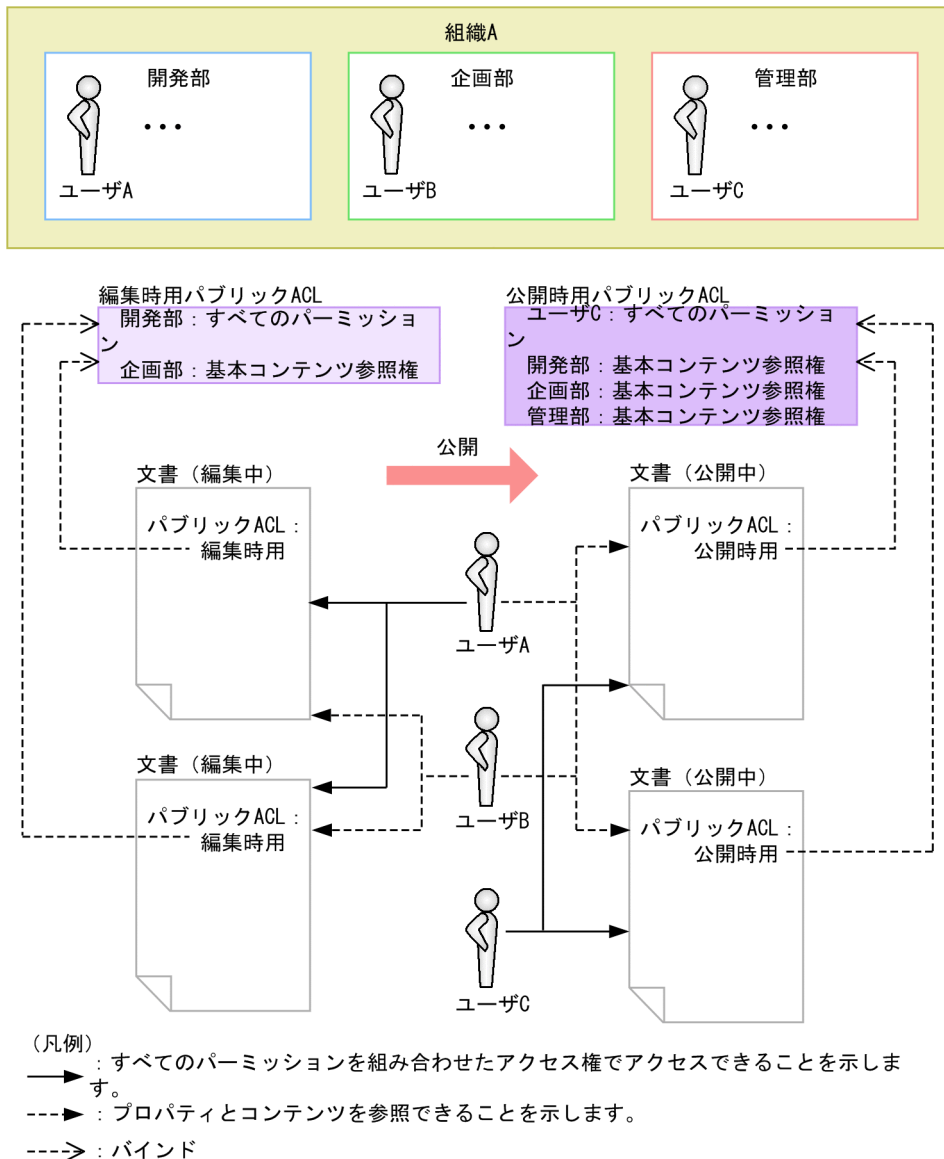 組織A
開発部
企画部
管理部
・・・
・・・
・・・
ユーザA
ユーザB
ユーザC
編集時用パブリックACL
開発部：すべてのパーミッショ
ン
企画部：基本コンテンツ参照権
公開時用パブリックACL
ユーザC：すべてのパーミッショ
ン
開発部：基本コンテンツ参照権
企画部：基本コンテンツ参照権
管理部：基本コンテンツ参照権
公開
文書（編集中）
パブリックACL：
編集時用
文書（公開中）
パブリックACL：
公開時用
ユーザA
文書（編集中）
パブリックACL：
編集時用
ユーザB
文書（公開中）
パブリックACL：
公開時用
ユーザC
（凡例）
：すべてのパーミッションを組み合わせたアクセス権でアクセスできることを示しま
す。
：プロパティとコンテンツを参照できることを示します。
：バインド